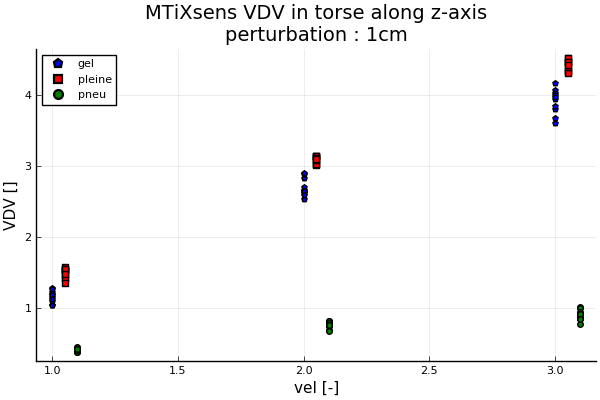 MTiXsens VDV in torse along z-axis
perturbation : 1cm
gel
pleine
pneu
VDV []
4
3
2
1
1.0
1.5
2.0
2.5
3.0
vel [-]